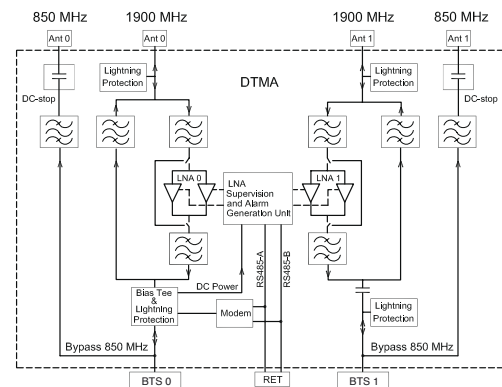 850 MHz
1900 MHz
1900 MHz
850 MHz
Ant 0
Ant 0
Ant 1
Ant 1
Lightning
Protection
DTMA
Lightning
Protection
DC-stop
DC-stop
LNA 0
LNA
Supervision
and Alarm
Generation Unit
LNA 1
DC Power
RS485-A
RS485-B
Bias Tee
&
Lightning
Protection
Modem
Lightning
Protection
Bypass 850 MHz
Bypass 850 MHz
BTS 0
RET
BTS 1